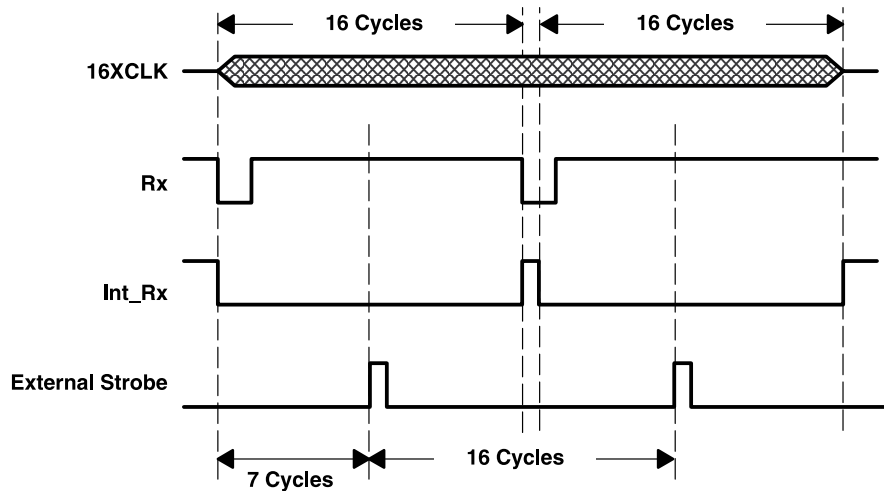 16 Cycles
16 Cycles
16XCLK
Rx
Int_Rx
External Strobe
16 Cycles
7 Cycles